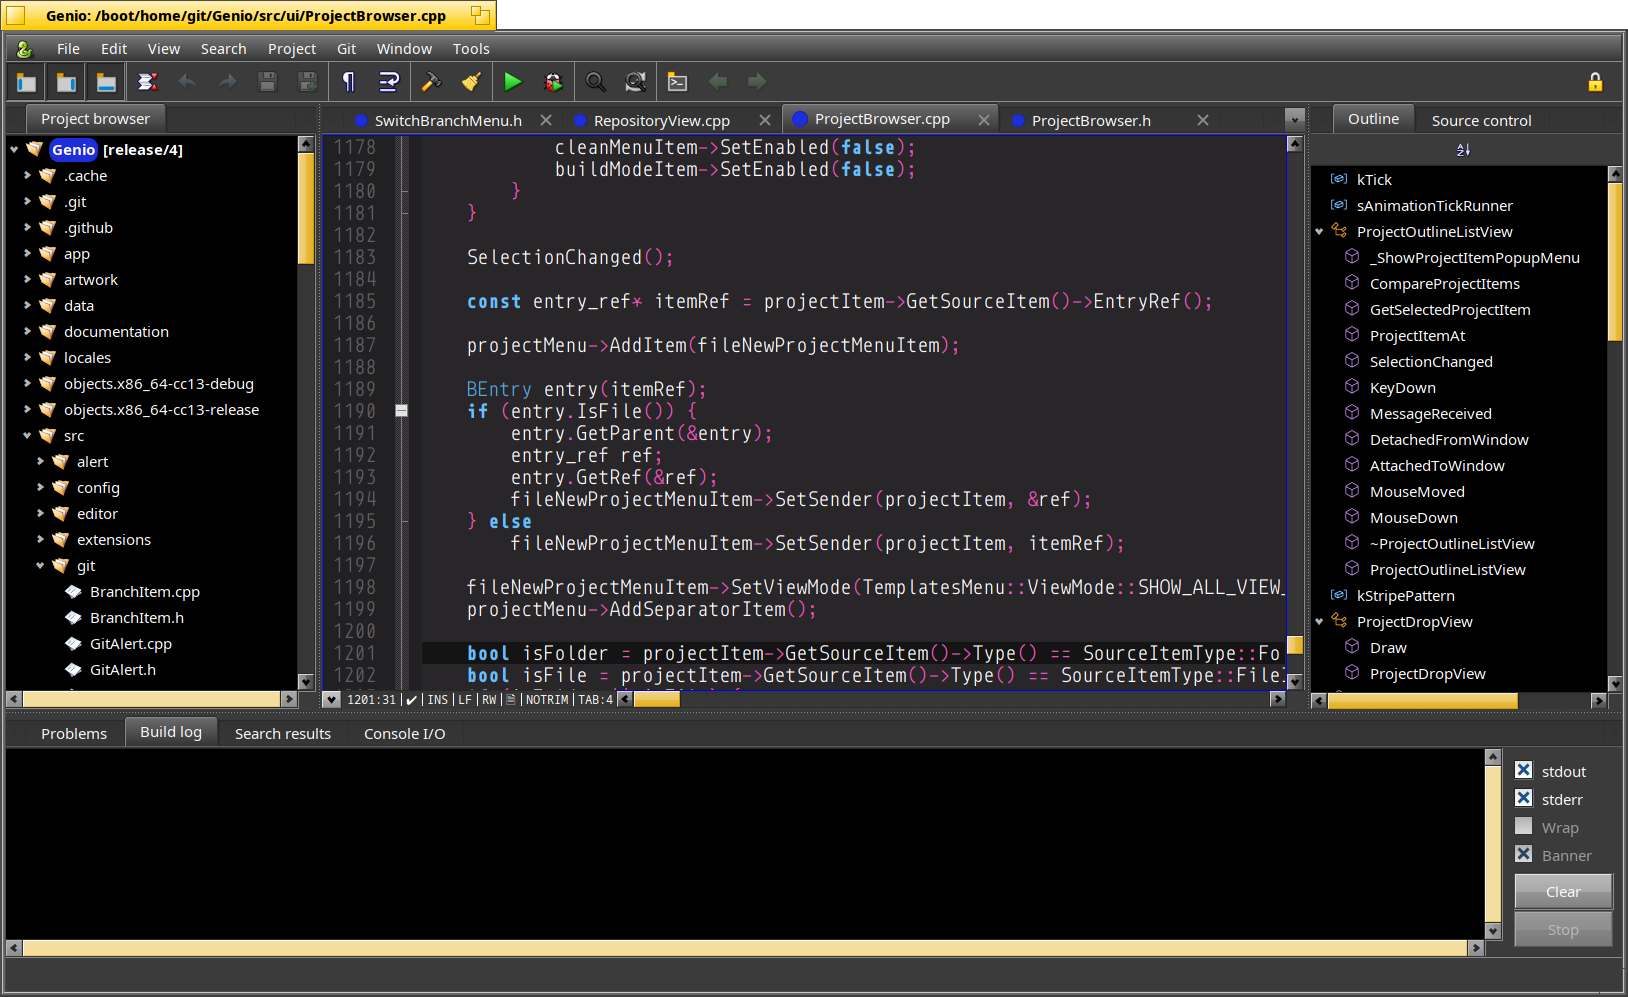 Genio: /boot/home/git/Genio/src/ui/ProjectBrowser.cpp
File Edit View Search Project Git Window Tools
Project browser
Genio [release/4]
.cache
.git
.github
app
artwork
data
documentation
locales
objects.x86_64-cc13-debug
objects.x86_64-cc13-release
src
alert
config
editor
extensions
git
BranchItem.cpp
BranchItem.h
GitAlert.cpp
GitAlert.h
SwitchBranchMenu.h RepositoryView.cpp ProjectBrowser.cpp ProjectBrowser.h
1178 cleanMenuItem->SetEnabled(false);
1179 buildModeItem->SetEnabled(false);
1180 }
1181 }
1182
1183 SelectionChanged();
1184
1185 const entry_ref* itemRef = projectItem->GetSourceItem()->EntryRef();
1186
1187 projectMenu->AddItem(fileNewProjectMenuItem);
1188
1189 BEntry entry(itemRef);
1190 if (entry.IsFile()) {
1191 entry.GetParent(&entry);
1192 entry_ref ref;
1193 entry.GetRef(&ref);
1194 fileNewProjectMenuItem->SetSender(projectItem, &ref);
1195 } else
1196 fileNewProjectMenuItem->SetSender(projectItem, itemRef);
1197
1198 fileNewProjectMenuItem->SetViewMode(TemplatesMenu::ViewMode::SHOW_ALL_VIEW_
1199 projectMenu->AddSeparatorItem();
1200
1201 bool isFolder = projectItem->GetSourceItem()->Type() == SourceItemType::Fo
1202 bool isFile = projectItem->GetSourceItem()->Type() == SourceItemType::File
1201:31 INS LF RW NOTRIM TAB:4
Outline Source control
kTick
sAnimationTickRunner
ProjectOutlineListView
_ShowProjectItemPopupMenu
CompareProjectItems
GetSelectedProjectItem
ProjectItemAt
SelectionChanged
KeyDown
MessageReceived
DetachedFromWindow
AttachedToWindow
MouseMoved
MouseDown
~ProjectOutlineListView
ProjectOutlineListView
kStripePattern
ProjectDropView
Draw
ProjectDropView
Problems Build log Search results Console I/O
stdout
stderr
Wrap
Banner
Clear
Stop